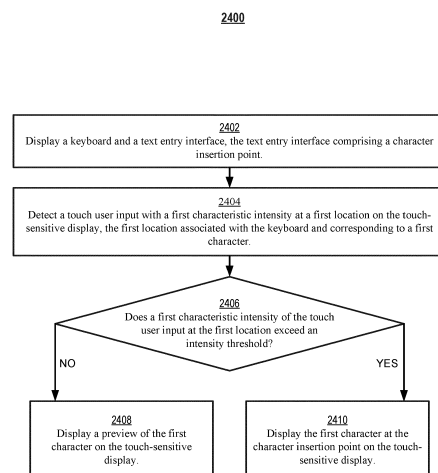 2400
2402
Display a keyboard and a text entry interface, the text entry interface comprising a character
insertion point.
2404
Detect a touch user input with a first characteristic intensity at a first location on the touch-
sensitive display, the first location associated with the keyboard and corresponding to a first
character.
2406
Does a first characteristic intensity of the touch
user input at the first location exceed an
intensity threshold?
NO
YES
2408
Display a preview of the first
character on the touch-sensitive
display.
2410
Display the first character at the
character insertion point on the touch-
sensitive display.